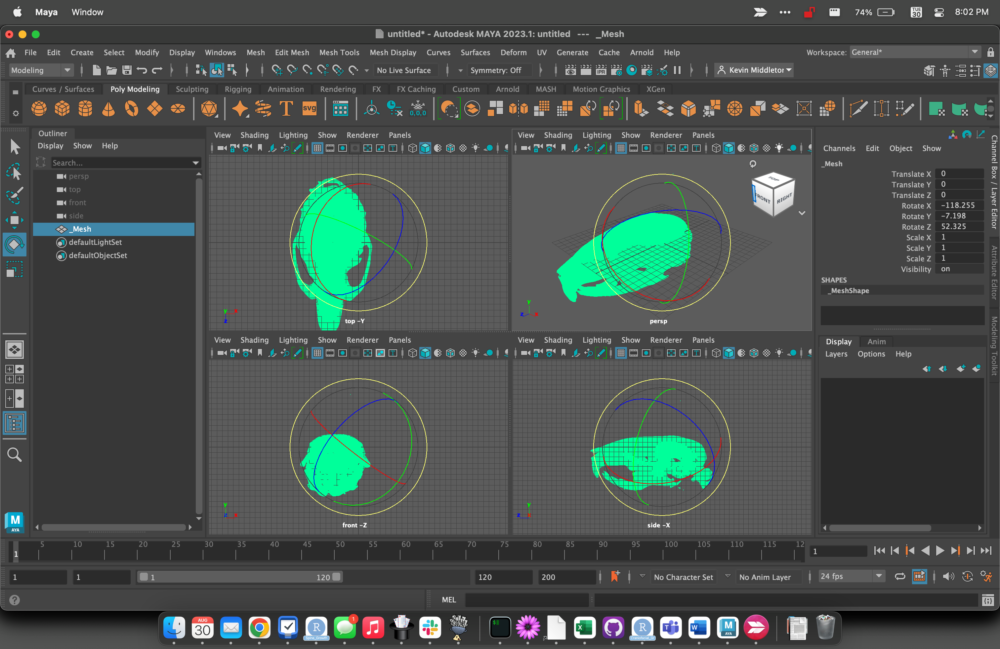 Maya Window 74% TUE 30 8:02 PM
untitled* - Autodesk MAYA 2023.1: untitled --- _Mesh
File Edit Create Select Modify Display Windows Mesh Edit Mesh Mesh Tools Mesh Display Curves Surfaces Deform UV Generate Cache Arnold Help Workspace: General*
Modeling No Live Surface Symmetry: Off IPR Kevin Middletor
Curves / Surfaces Poly Modeling Sculpting Rigging Animation Rendering FX FX Caching Custom Arnold MASH Motion Graphics XGen
T svg 0,0,0
Outliner
Display Show Help
Search...
persp
top
front
side
_Mesh
defaultLightSet
defaultObjectSet
View Shading Lighting Show Renderer Panels
y x
z
top -Y
View Shading Lighting Show Renderer Panels
TOP
FRONT RIGHT
y
z x
persp
View Shading Lighting Show Renderer Panels
y
z x
front -Z
View Shading Lighting Show Renderer Panels
y
z x
side -X
Channels Edit Object Show
_Mesh
Translate X 0
Translate Y 0
Translate Z 0
Rotate X -118.255
Rotate Y -7.198
Rotate Z 52.325
Scale X 1
Scale Y 1
Scale Z 1
Visibility on
SHAPES
_MeshShape
Display Anim
Layers Options Help
Channel Box / Layer Editor
Attribute Editor
Modeling Toolkit
M
AYA
1 5 10 15 20 25 30 35 40 45 50 55 60 65 70 75 80 85 90 95 100 105 110 115 12 1
1 1 1 120 120 200 No Character Set No Anim Layer 24 fps
MEL
AUG 30 R Spine_Growth 1 $ X R Craniofacial_Gr T W M AYA